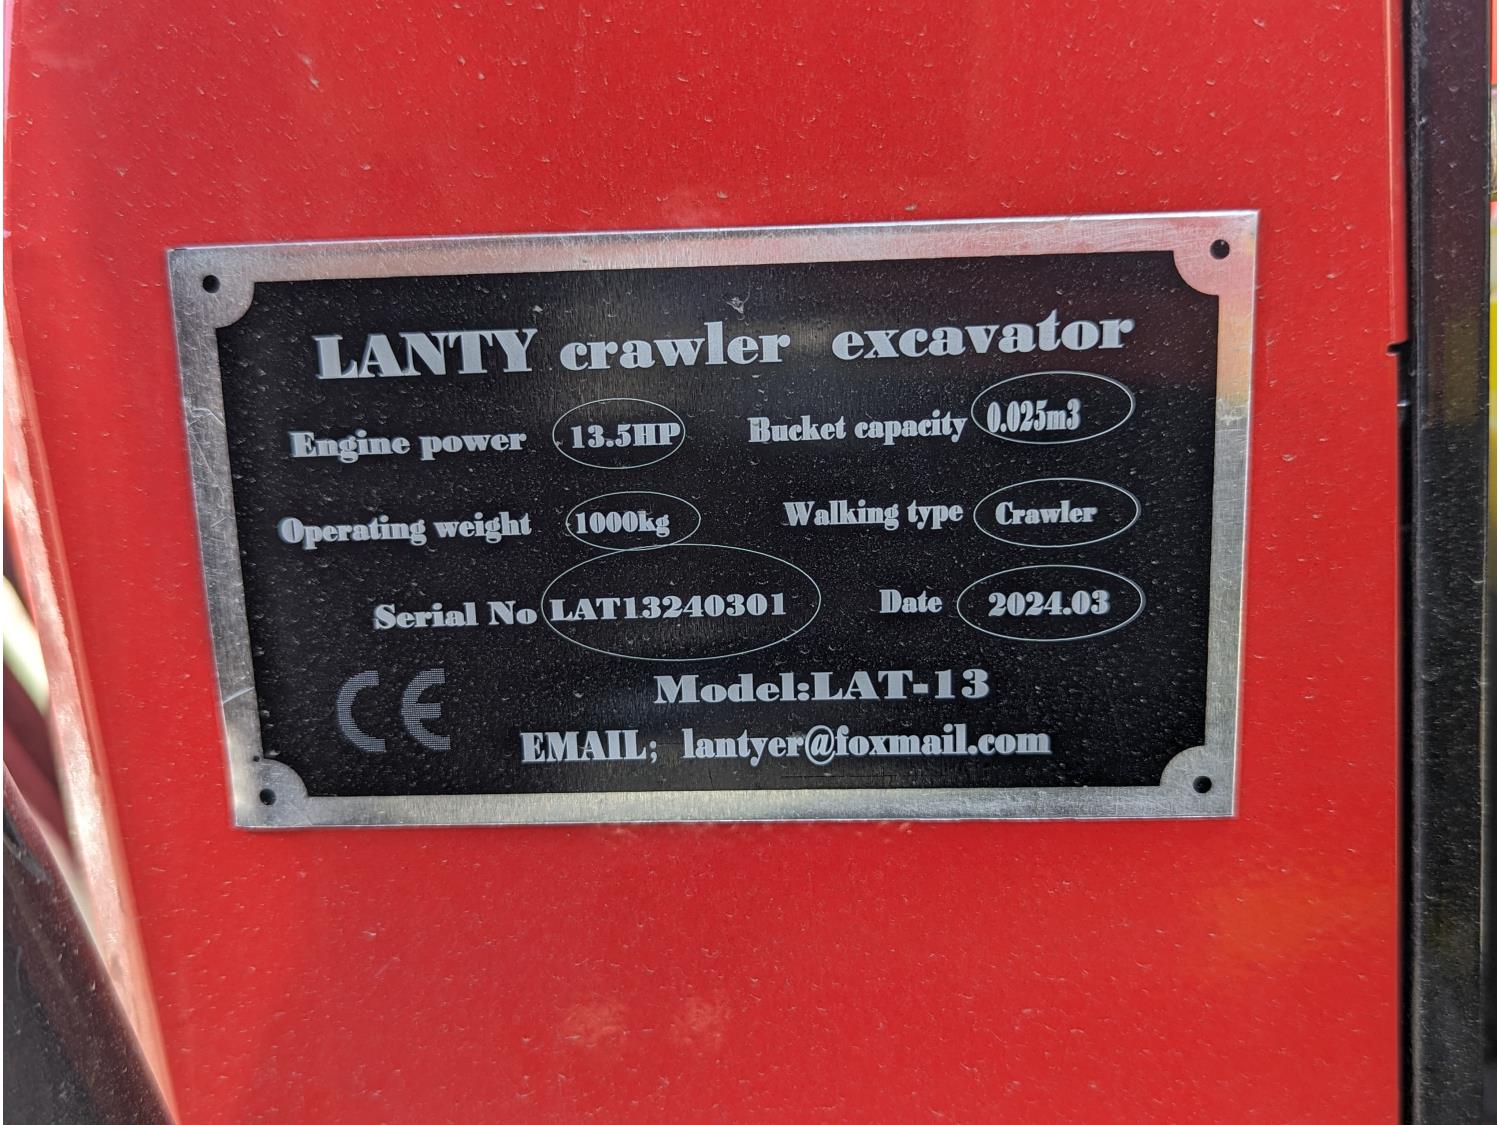 LANTY crawler excavator
Engine power 13.5HP Bucket capacity 0.025m3
Operating weight 1000kg Walking type Crawler
Serial No LAT13240301 Date 2024.03
CE Model:LAT-13
EMAIL; lantyer@foxmail.com